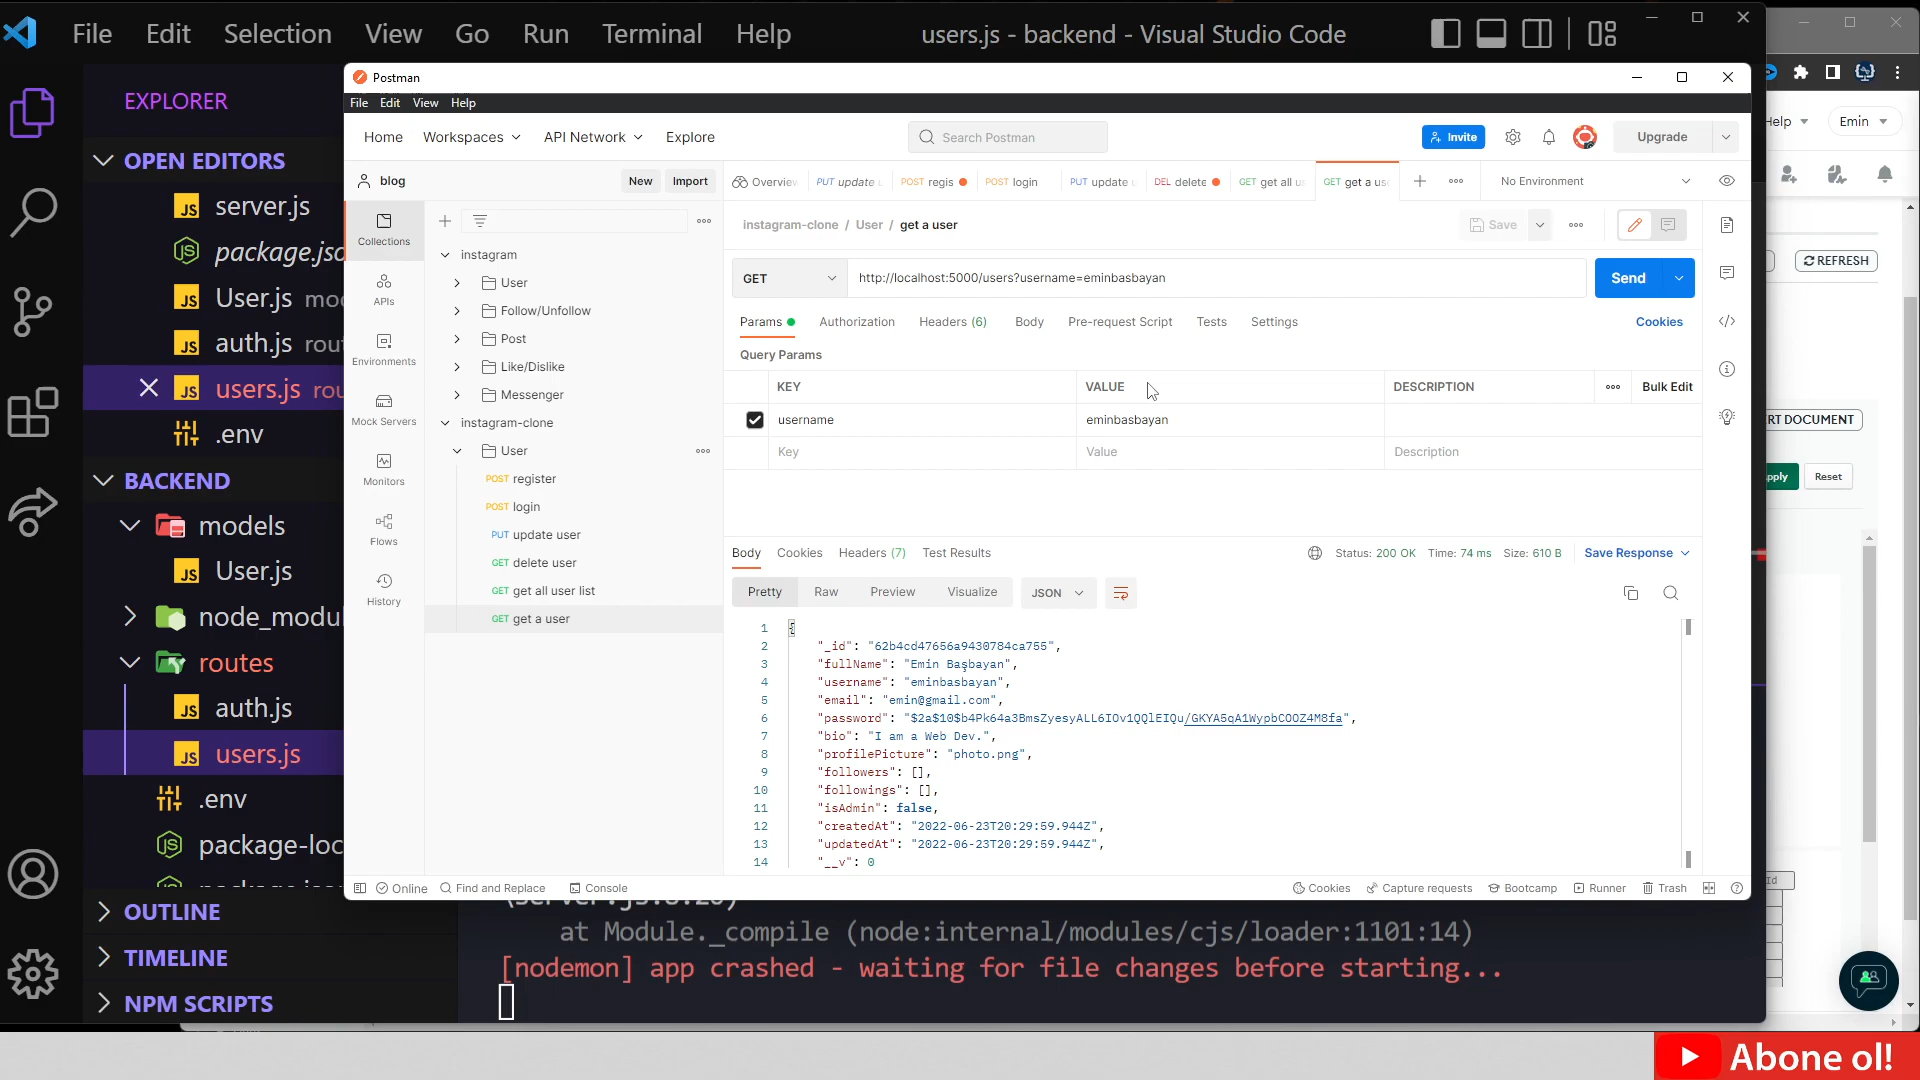 File Edit Selection View Go Run Terminal Help
users.js - backend - Visual Studio Code
EXPLORER
OPEN EDITORS
server.js
package.jso
User.js mo
auth.js rou
users.js rou
.env
BACKEND
models
User.js
node_modul
routes
auth.js
users.js
.env
package-loc
OUTLINE
TIMELINE
NPM SCRIPTS
Postman
File Edit View Help
Home Workspaces API Network Explore
Search Postman
Invite
Upgrade
blog
New Import
Overview PUT update u POST regis POST login PUT update DEL delete GET get all us GET get a use
No Environment
Collections
APIs
Environments
Mock Servers
Monitors
Flows
History
instagram
User
Follow/Unfollow
Post
Like/Dislike
Messenger
instagram-clone
User
POST register
POST login
PUT update user
GET delete user
GET get all user list
GET get a user
instagram-clone / User / get a user
Save
GET http://localhost:5000/users?username=eminbasbayan
Send
Params Authorization Headers (6) Body Pre-request Script Tests Settings
Cookies
Query Params
KEY VALUE DESCRIPTION
Bulk Edit
username eminbasbayan
Key Value Description
Body Cookies Headers (7) Test Results
Status: 200 OK Time: 74 ms Size: 610 B
Save Response
Pretty Raw Preview Visualize JSON
1 {
2 "_id": "62b4cd47656a9430784ca755",
3 "fullName": "Emin Başbayan",
4 "username": "eminbasbayan",
5 "email": "emin@gmail.com",
6 "password": "$2a$10$b4Pk64a3BmsZyesyALL6IOv1QQlEIQu/GKYA5qA1WypbCOOZ4M8fa",
7 "bio": "I am a Web Dev.",
8 "profilePicture": "photo.png",
9 "followers": [],
10 "followings": [],
11 "isAdmin": false,
12 "createdAt": "2022-06-23T20:29:59.944Z",
13 "updatedAt": "2022-06-23T20:29:59.944Z",
14 "__v": 0
Online Find and Replace Console
Cookies Capture requests Bootcamp Runner Trash
at Module._compile (node:internal/modules/cjs/loader:1101:14)
[nodemon] app crashed - waiting for file changes before starting...
Help Emin
REFRESH
RT DOCUMENT
pply Reset
Id
Abone ol!